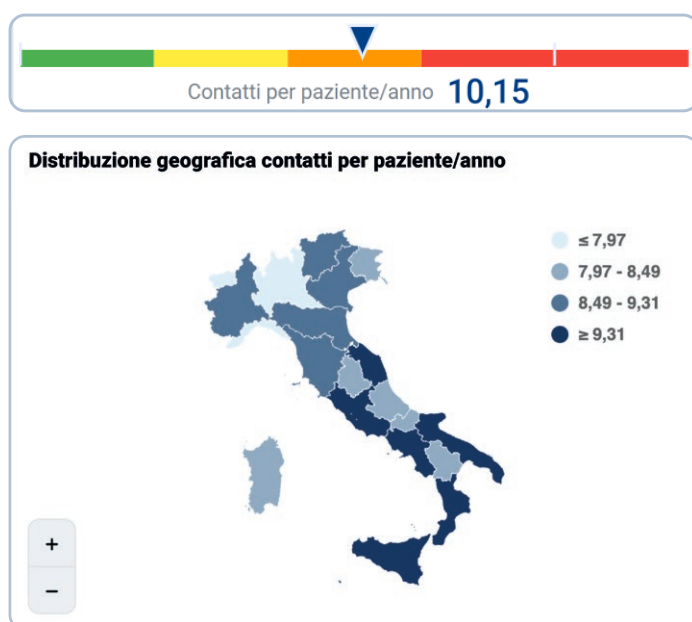 Contatti per paziente/anno 10,15
Distribuzione geografica contatti per paziente/anno
≤ 7,97
7,97 - 8,49
8,49 - 9,31
≥ 9,31
+
−